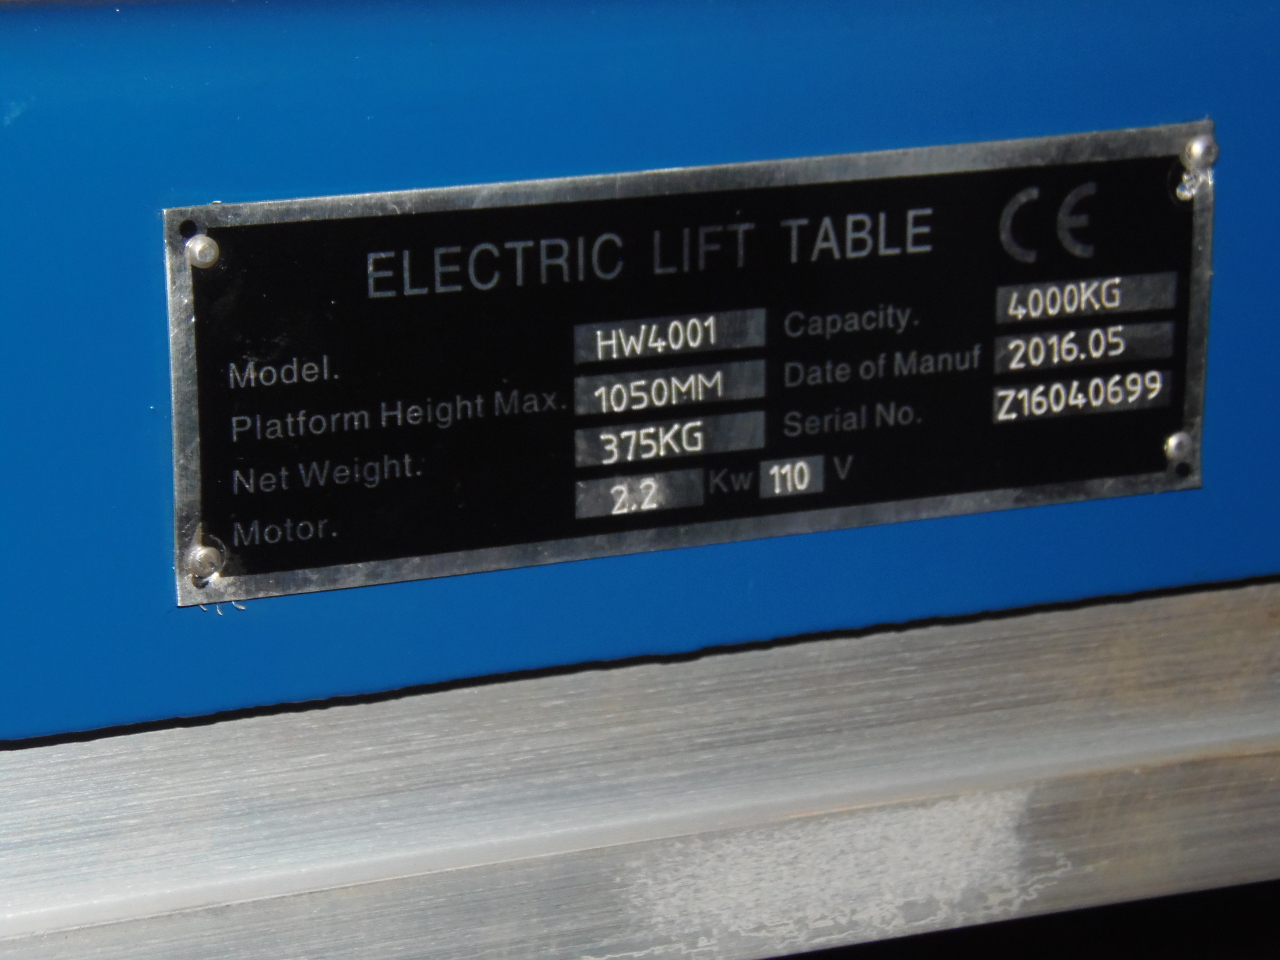 ELECTRIC LIFT TABLE CE
Model. HW4001 Capacity. 4000KG
Platform Height Max. 1050MM Date of Manuf 2016.05
Net Weight. 375KG Serial No. Z16040699
Motor. 2.2 Kw 110 V